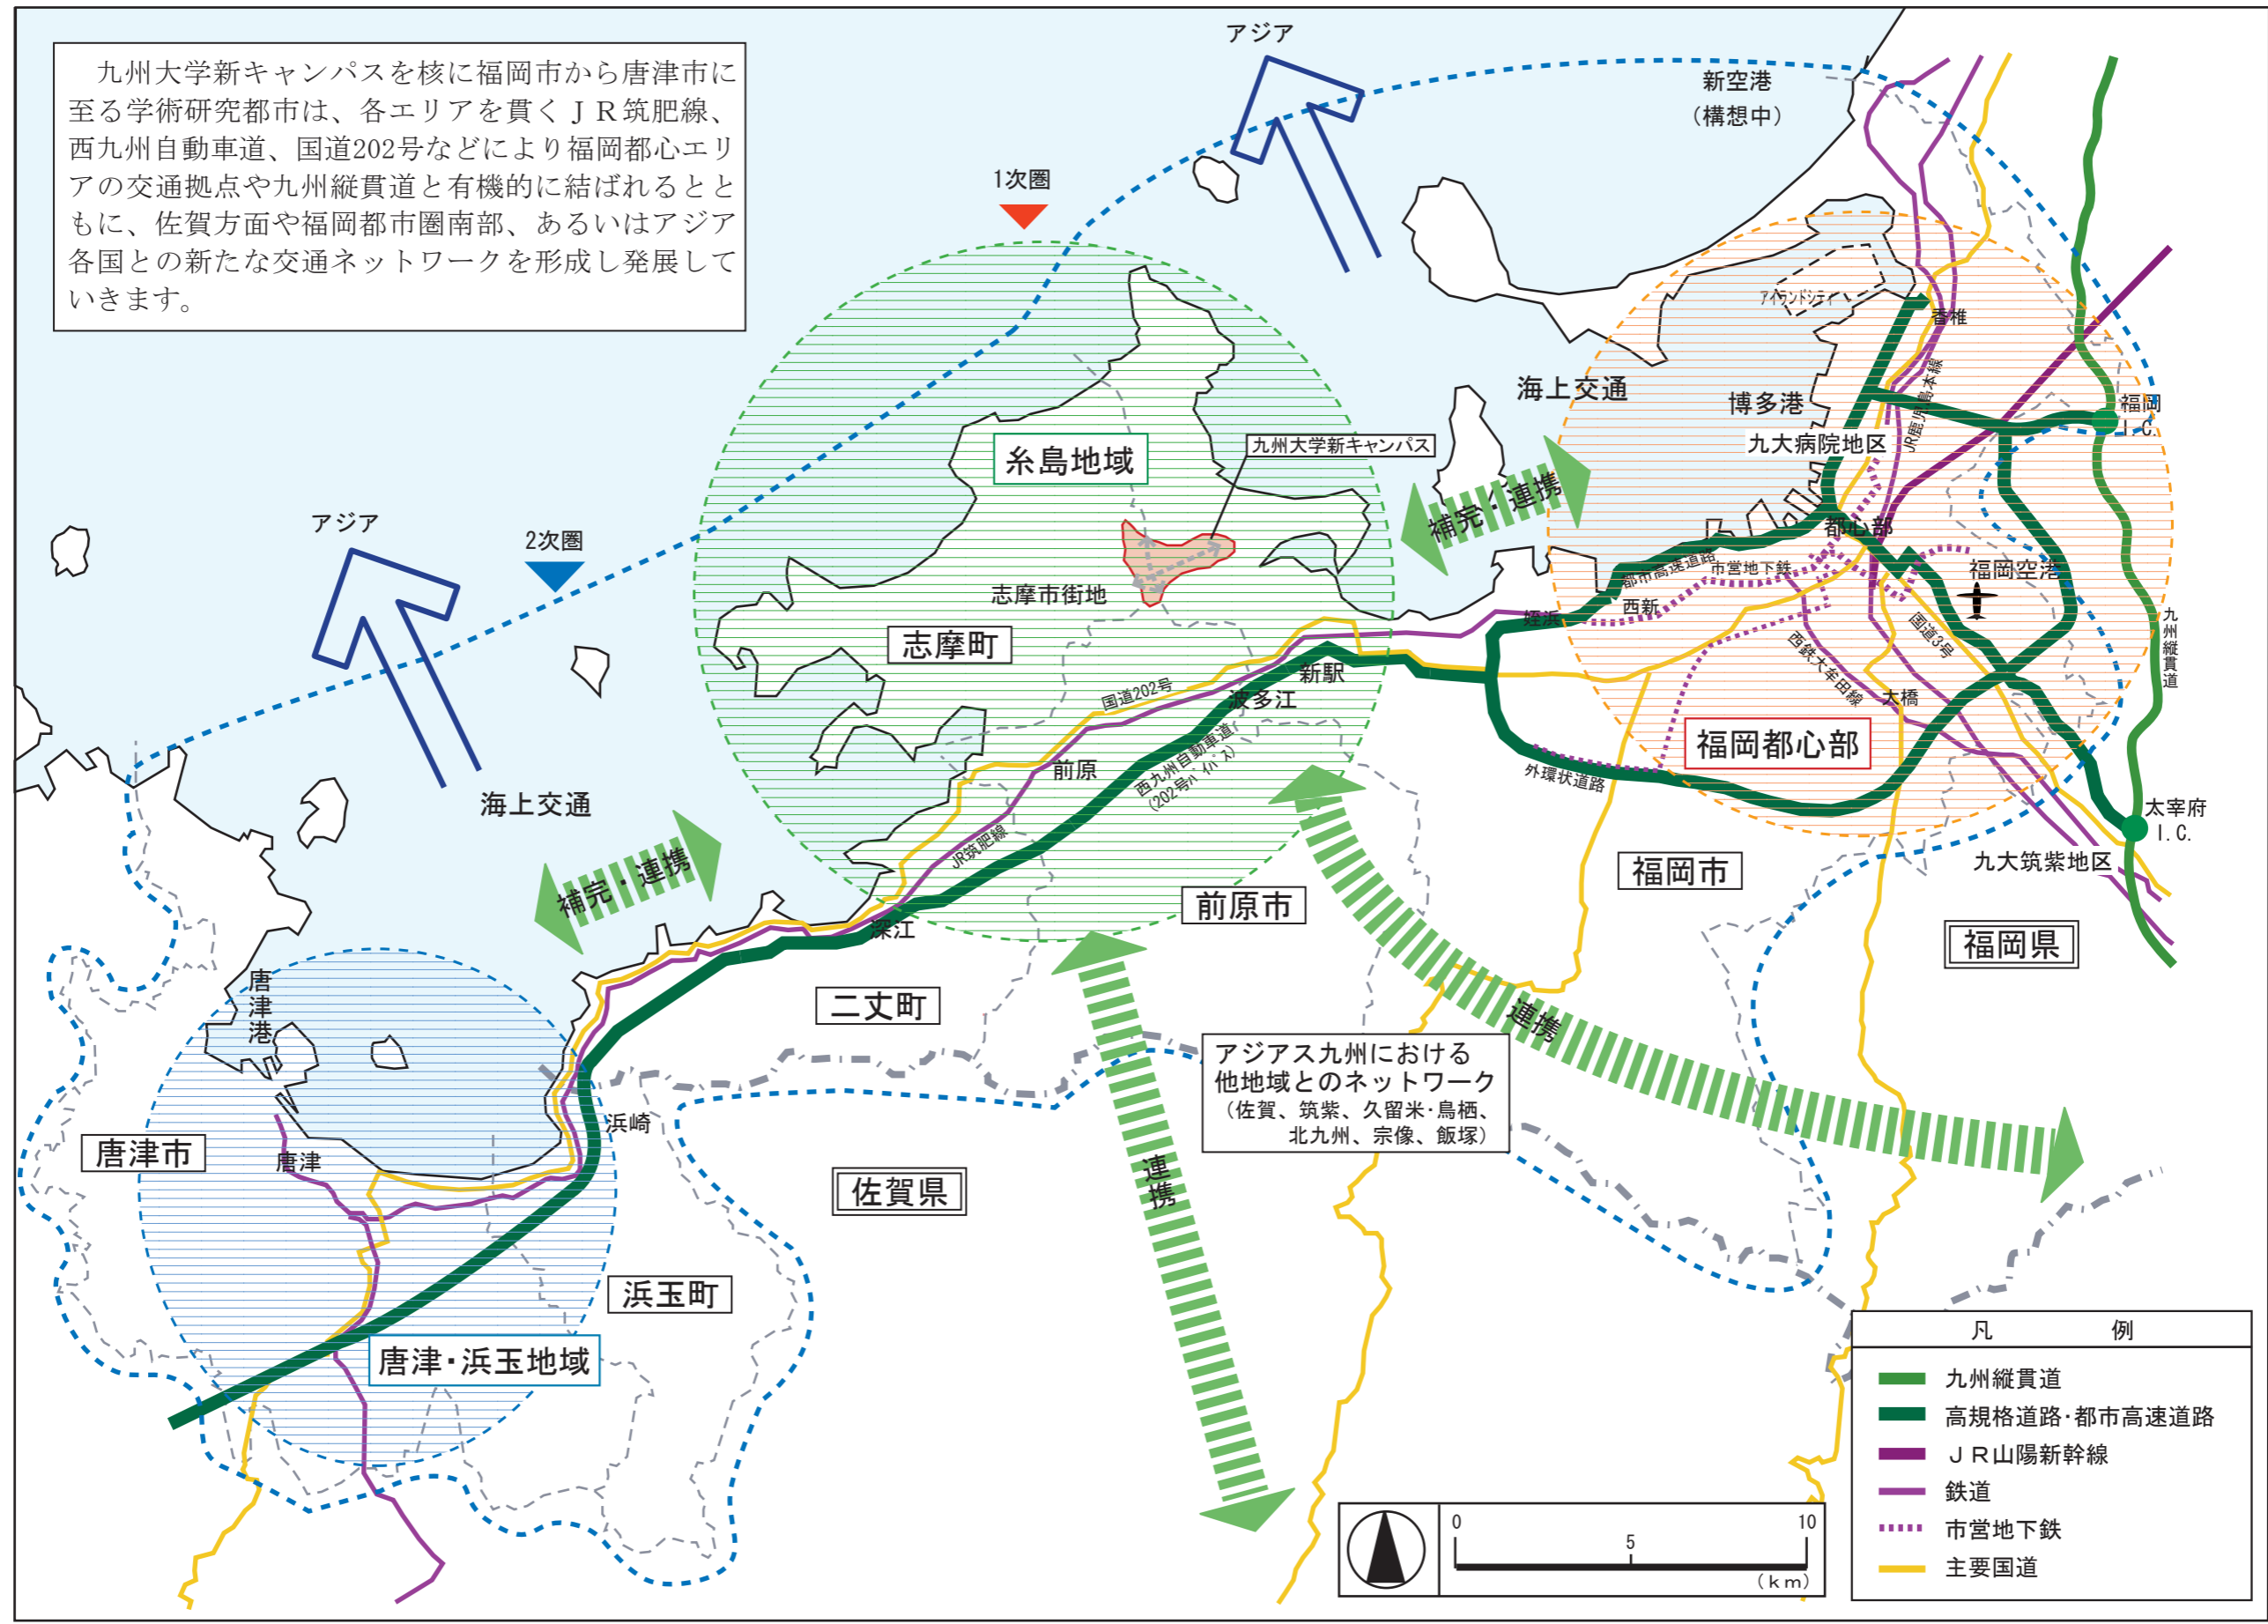 九州大学新キャンパスを核に福岡市から唐津市に
至る学術研究都市は、各エリアを貫くＪＲ筑肥線、
西九州自動車道、国道202号などにより福岡都心エリ
アの交通拠点や九州縦貫道と有機的に結ばれるとと
もに、佐賀方面や福岡都市圏南部、あるいはアジア
各国との新たな交通ネットワークを形成し発展して
いきます。
アジア
新空港
（構想中）
1次圏
アイランドシティ
香椎
JR鹿児島本線
海上交通
博多港
福岡
I.C.
九大病院地区
糸島地域
九州大学新キャンパス
補完・連携
アジア
2次圏
都心部
福岡空港
都市高速道路
市営地下鉄
西新
姪浜
志摩市街地
志摩町
国道3号
九州縦貫道
西鉄大牟田線
大橋
新駅
国道202号
波多江
福岡都心部
西九州自動車道
(202号ﾊﾞｲﾊﾟｽ)
前原
外環状道路
海上交通
太宰府
I.C.
JR筑肥線
補完・連携
九大筑紫地区
福岡市
前原市
深江
福岡県
唐津港
二丈町
連携
アジアス九州における
他地域とのネットワーク
（佐賀、筑紫、久留米･鳥栖、
北九州、宗像、飯塚）
浜崎
唐津市
唐津
連携
佐賀県
浜玉町
唐津･浜玉地域
凡　例
九州縦貫道
高規格道路･都市高速道路
ＪＲ山陽新幹線
鉄道
市営地下鉄
主要国道
0
5
10
(ｋｍ)